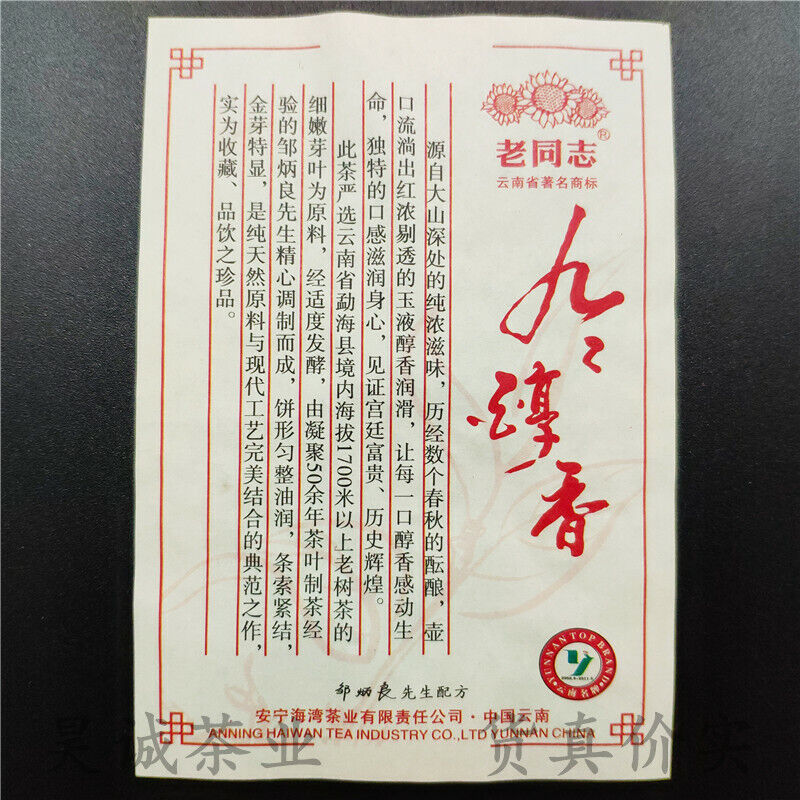 老同志®
云南省著名商标
九二醇香
源自大山深处的纯浓滋味，历经数个春秋的酝酿，壶
口流淌出红浓剔透的玉液醇香润滑，让每一口醇香感动生
命，独特的口感滋润身心，见证宫廷富贵、历史辉煌。
此茶严选云南省勐海县境内海拔1700米以上老树茶的
细嫩芽叶为原料，经适度发酵，由凝聚50余年茶叶制茶经
验的邹炳良先生精心调制而成，饼形匀整油润，条索紧结，
金芽特显，是纯天然原料与现代工艺完美结合的典范之作，
实为收藏、品饮之珍品。
YUNNAN TOP BRAND
邹炳良先生配方
安宁海湾茶业有限责任公司·中国云南
ANNING HAIWAN TEA INDUSTRY CO.,LTD YUNNAN CHINA
昊诚茶业 货真价实